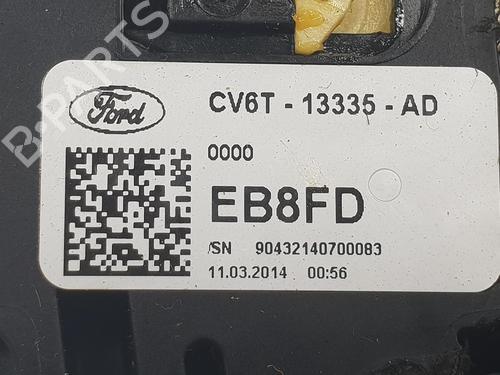 B-PARTS
Ford
CV6T - 13335 - AD
0000
EB8FD
/SN 90432140700083
11.03.2014 00:56